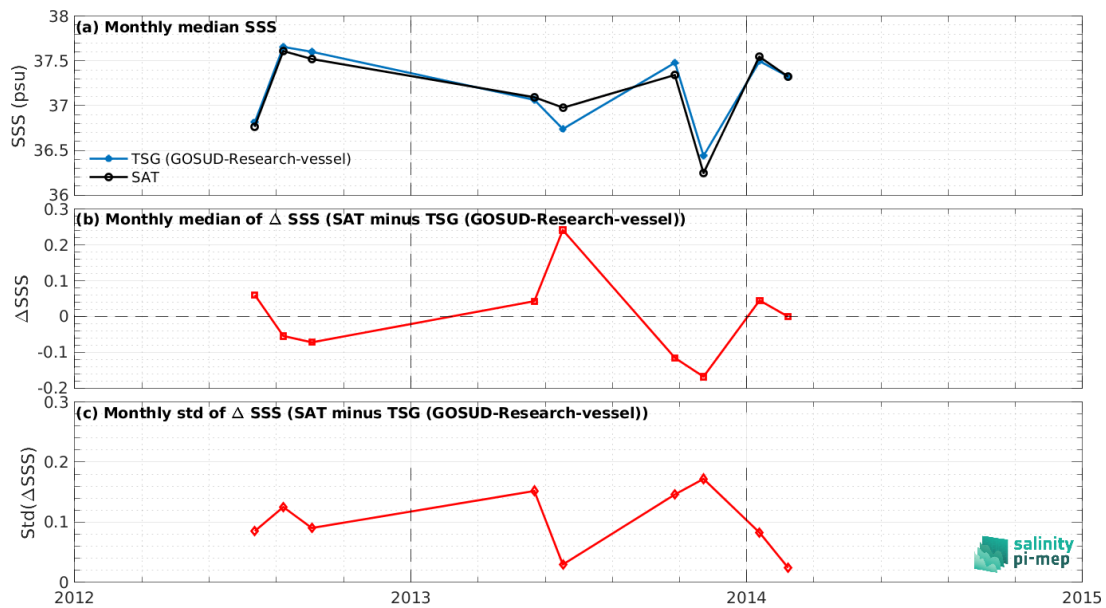 (a) Monthly median SSS
SSS (psu)
38
37.5
37
36.5
36
TSG (GOSUD-Research-vessel)
SAT
(b) Monthly median of Δ SSS (SAT minus TSG (GOSUD-Research-vessel))
ΔSSS
0.3
0.2
0.1
0
-0.1
-0.2
(c) Monthly std of Δ SSS (SAT minus TSG (GOSUD-Research-vessel))
Std(ΔSSS)
0.3
0.2
0.1
0
2012
2013
2014
2015
salinity
pi-mep